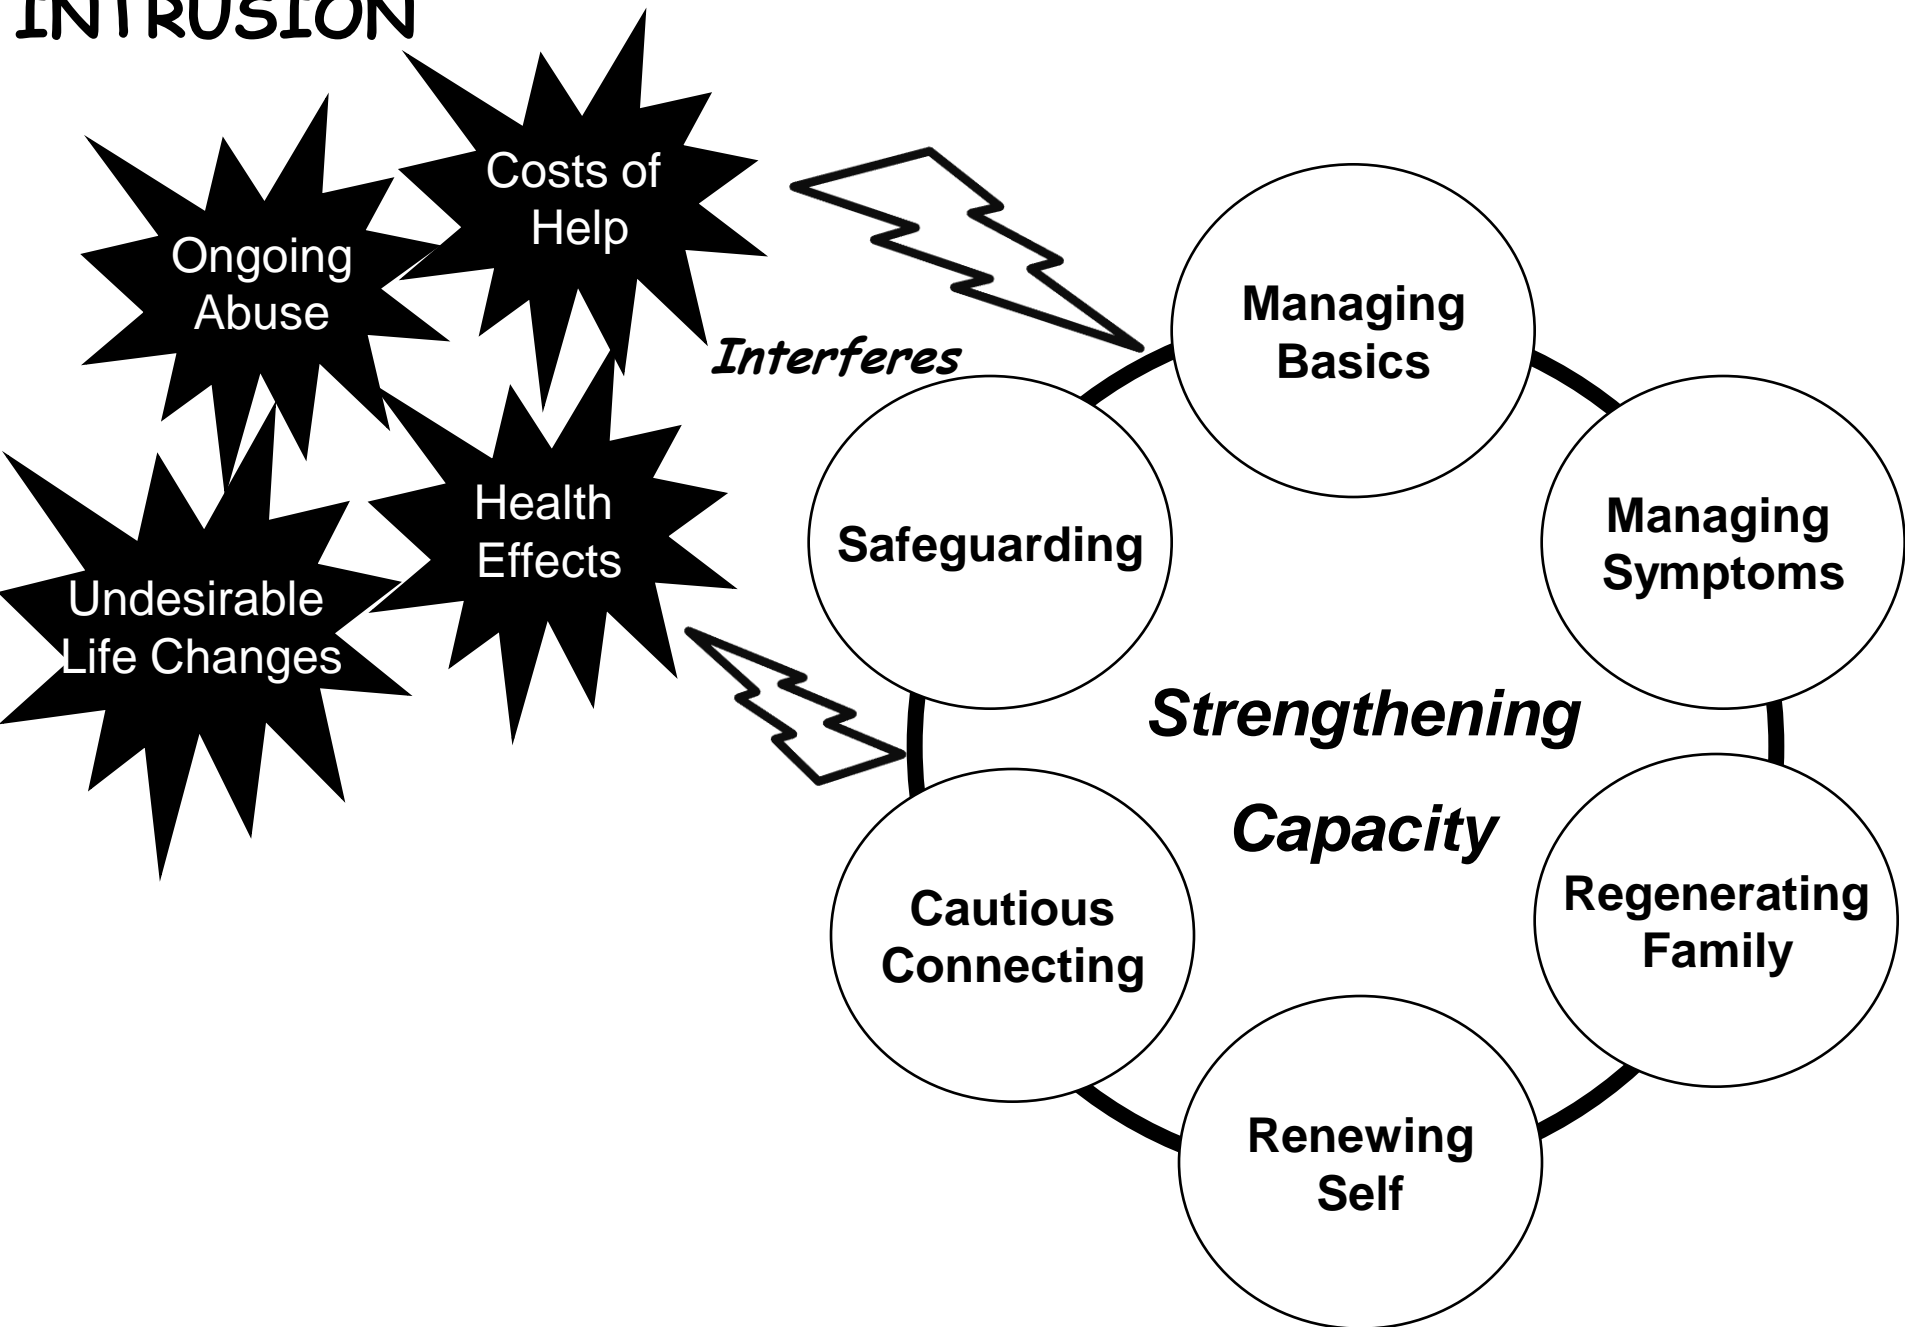 INTRUSION
Costs of
Help
Ongoing
Abuse
Interferes
Health
Effects
Undesirable
Life Changes
Managing
Basics
Safeguarding
Managing
Symptoms
Strengthening
Capacity
Cautious
Connecting
Regenerating
Family
Renewing
Self